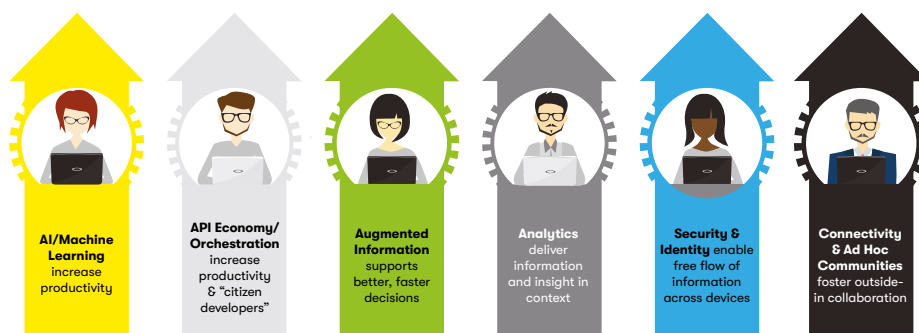 AI/Machine
Learning
increase
productivity
API Economy/
Orchestration
increase
productivity
& “citizen
developers”
Augmented
Information
supports
better, faster
decisions
Analytics
deliver
information
and insight in
context
Security &
Identity enable
free flow of
information
across devices
Connectivity
& Ad Hoc
Communities
foster outside-
in collaboration